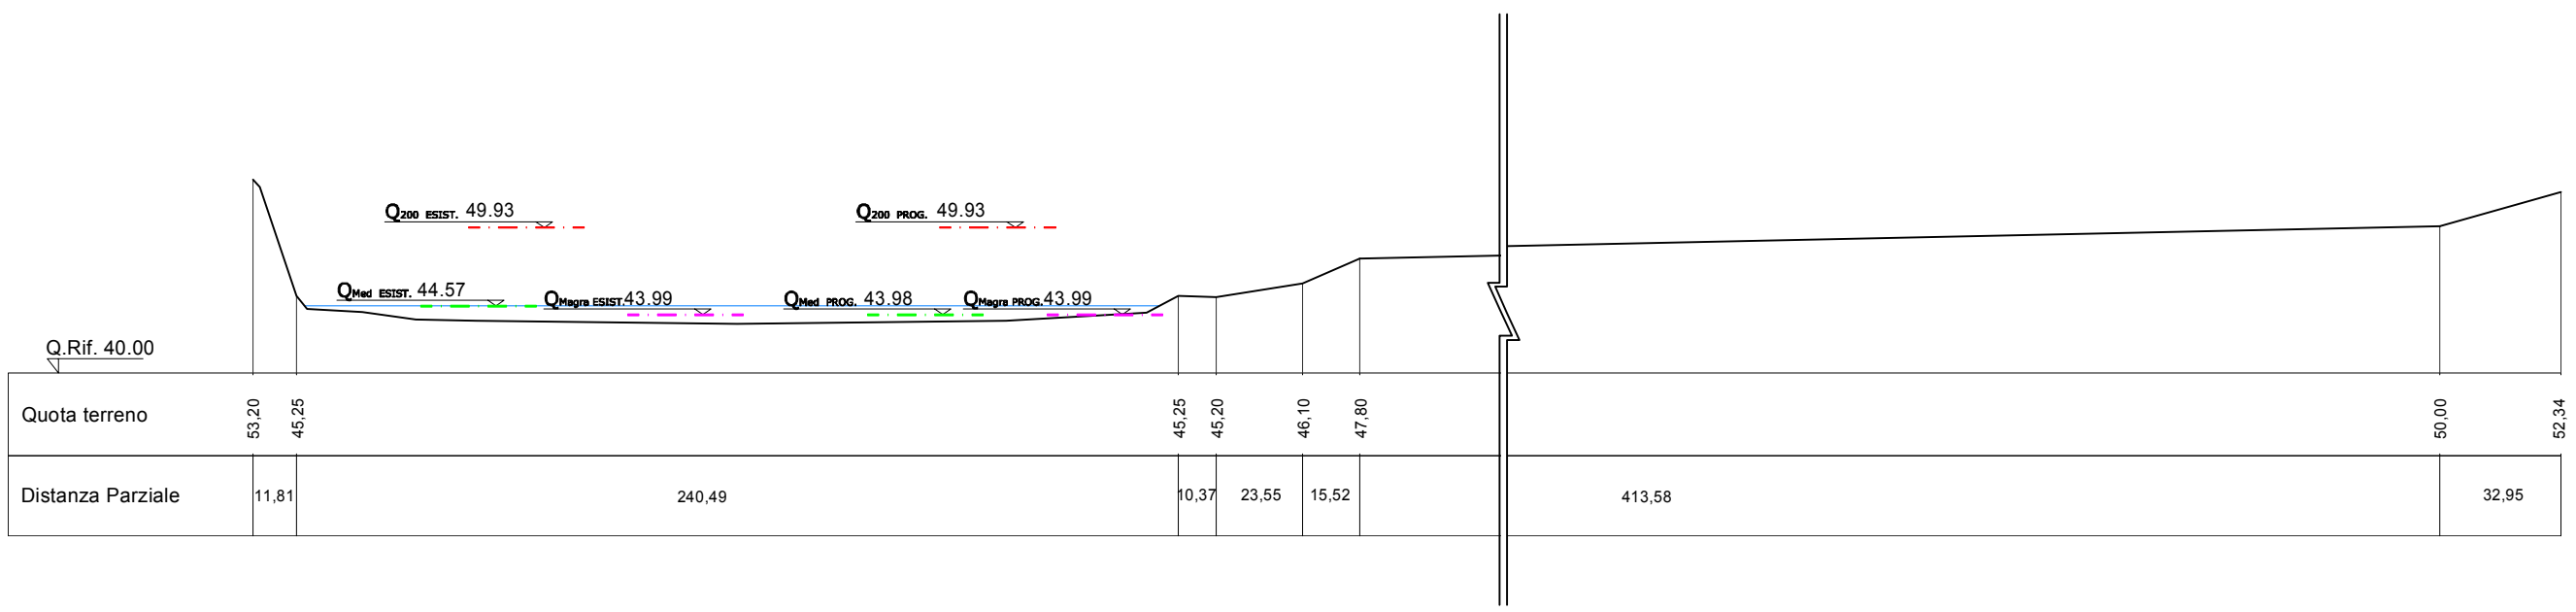 Q200 ESIST. 49.93
Q200 PROG. 49.93
QMed ESIST. 44.57
QMagra ESIST. 43.99
QMed PROG. 43.98
QMagra PROG. 43.99
Q.Rif. 40.00
Quota terreno 53,20 45,25 45,25 45,20 46,10 47,80 50,00 52,34
Distanza Parziale 11,81 240,49 10,37 23,55 15,52 413,58 32,95